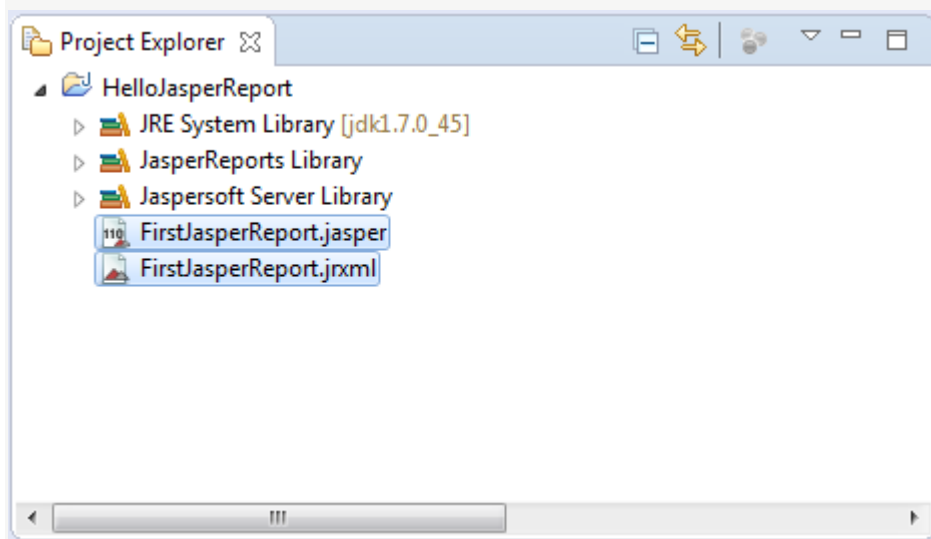 Project Explorer
HelloJasperReport
JRE System Library [jdk1.7.0_45]
JasperReports Library
Jaspersoft Server Library
FirstJasperReport.jasper
FirstJasperReport.jrxml